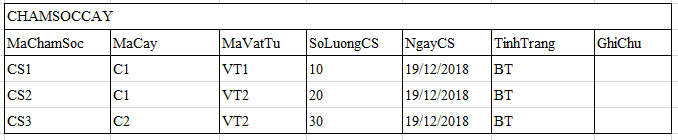 CHAMSOCCAY
MaChamSoc MaCay MaVatTu SoLuongCS NgayCS TinhTrang GhiChu
CS1 C1 VT1 10 19/12/2018 BT
CS2 C1 VT2 20 19/12/2018 BT
CS3 C2 VT2 30 19/12/2018 BT